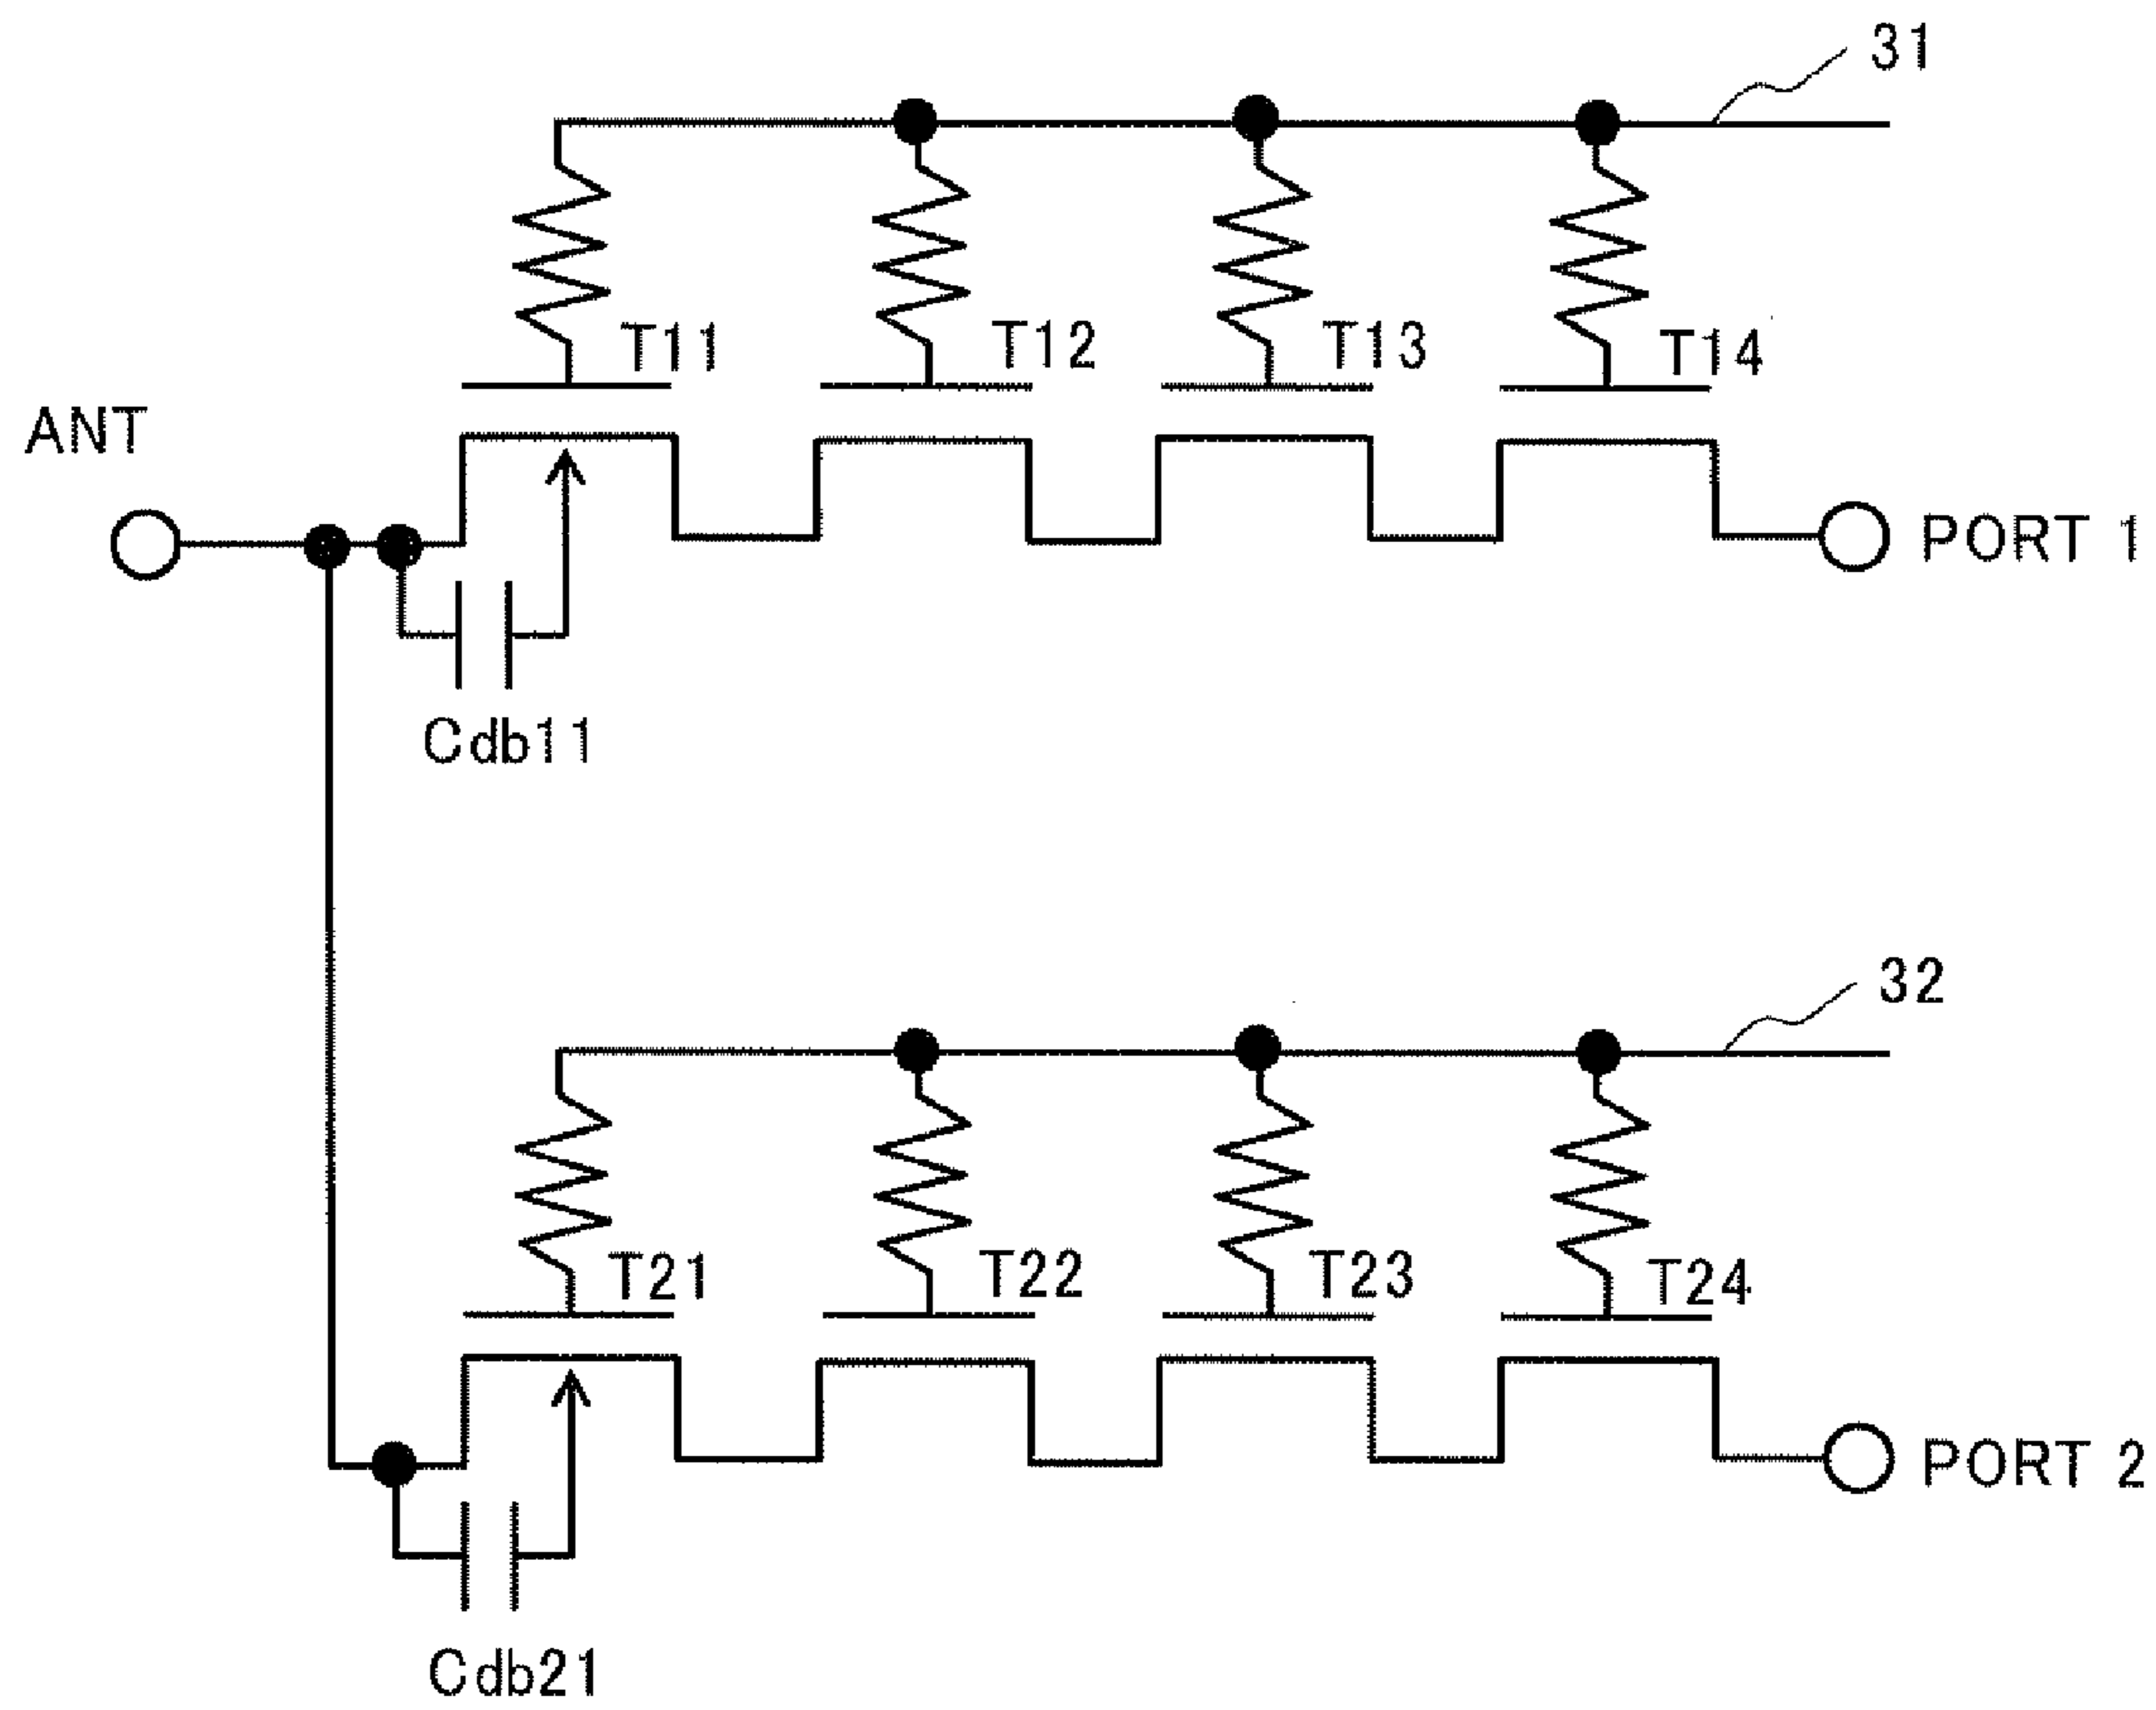 31
T11
T12
T13
T14
ANT
PORT 1
Cdb11
32
T21
T22
T23
T24
PORT 2
Cdb21